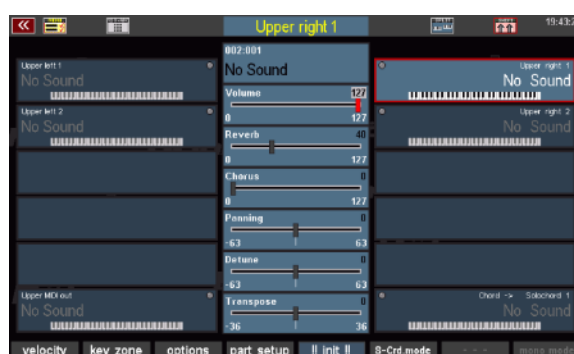 Upper right 1
19:43:2
002:001
No Sound
Upper left 1
No Sound
Upper left 2
No Sound
Upper MIDI out
No Sound
Volume 127
0 127
Reverb 40
0 127
Chorus 0
0 127
Panning 0
-63 63
Detune 0
-63 63
Transpose 0
-36 36
Upper right 1
No Sound
Upper right 2
No Sound
Chord -> Solochord 1
No Sound
velocity key zone options part setup !! init !! S-Crd.mode - - - mono mode